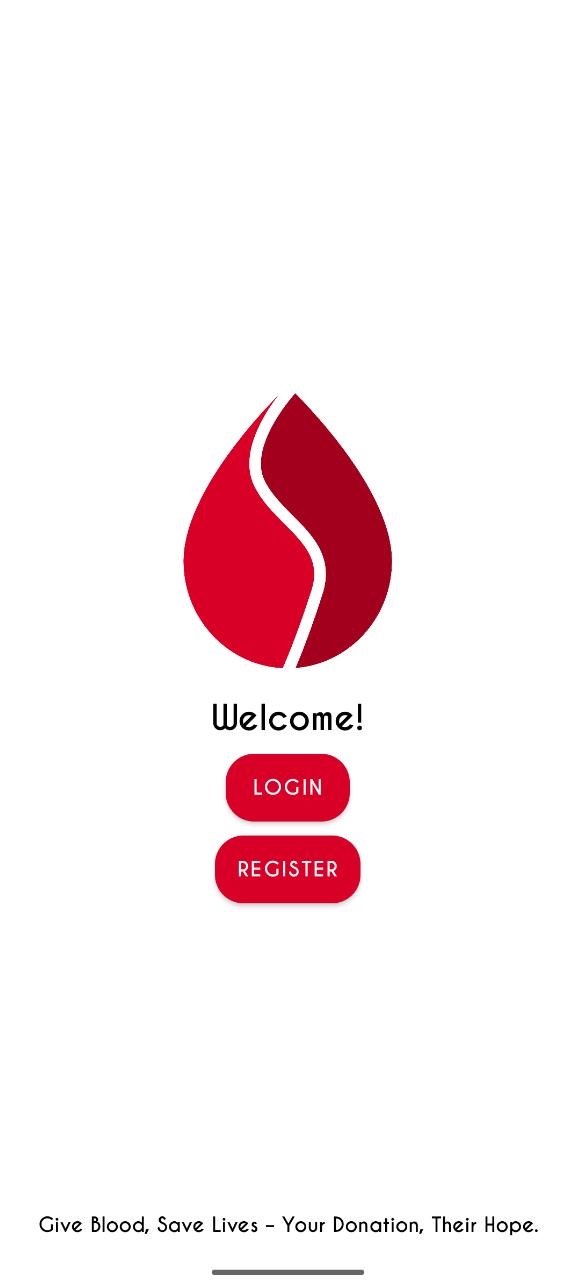 Welcome!
LOGIN
REGISTER
Give Blood, Save Lives – Your Donation, Their Hope.